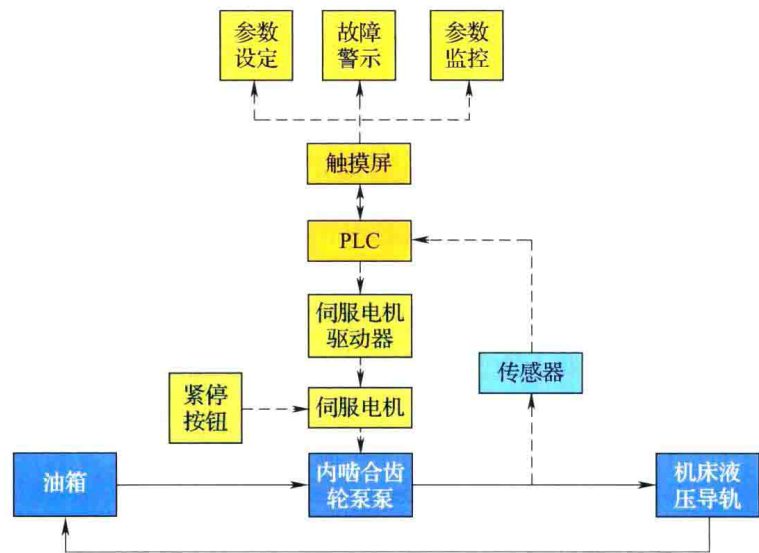 参数
设定
故障
警示
参数
监控
触摸屏
PLC
伺服电机
驱动器
传感器
紧停
按钮
伺服电机
油箱
内啮合齿
轮泵泵
机床液
压导轨